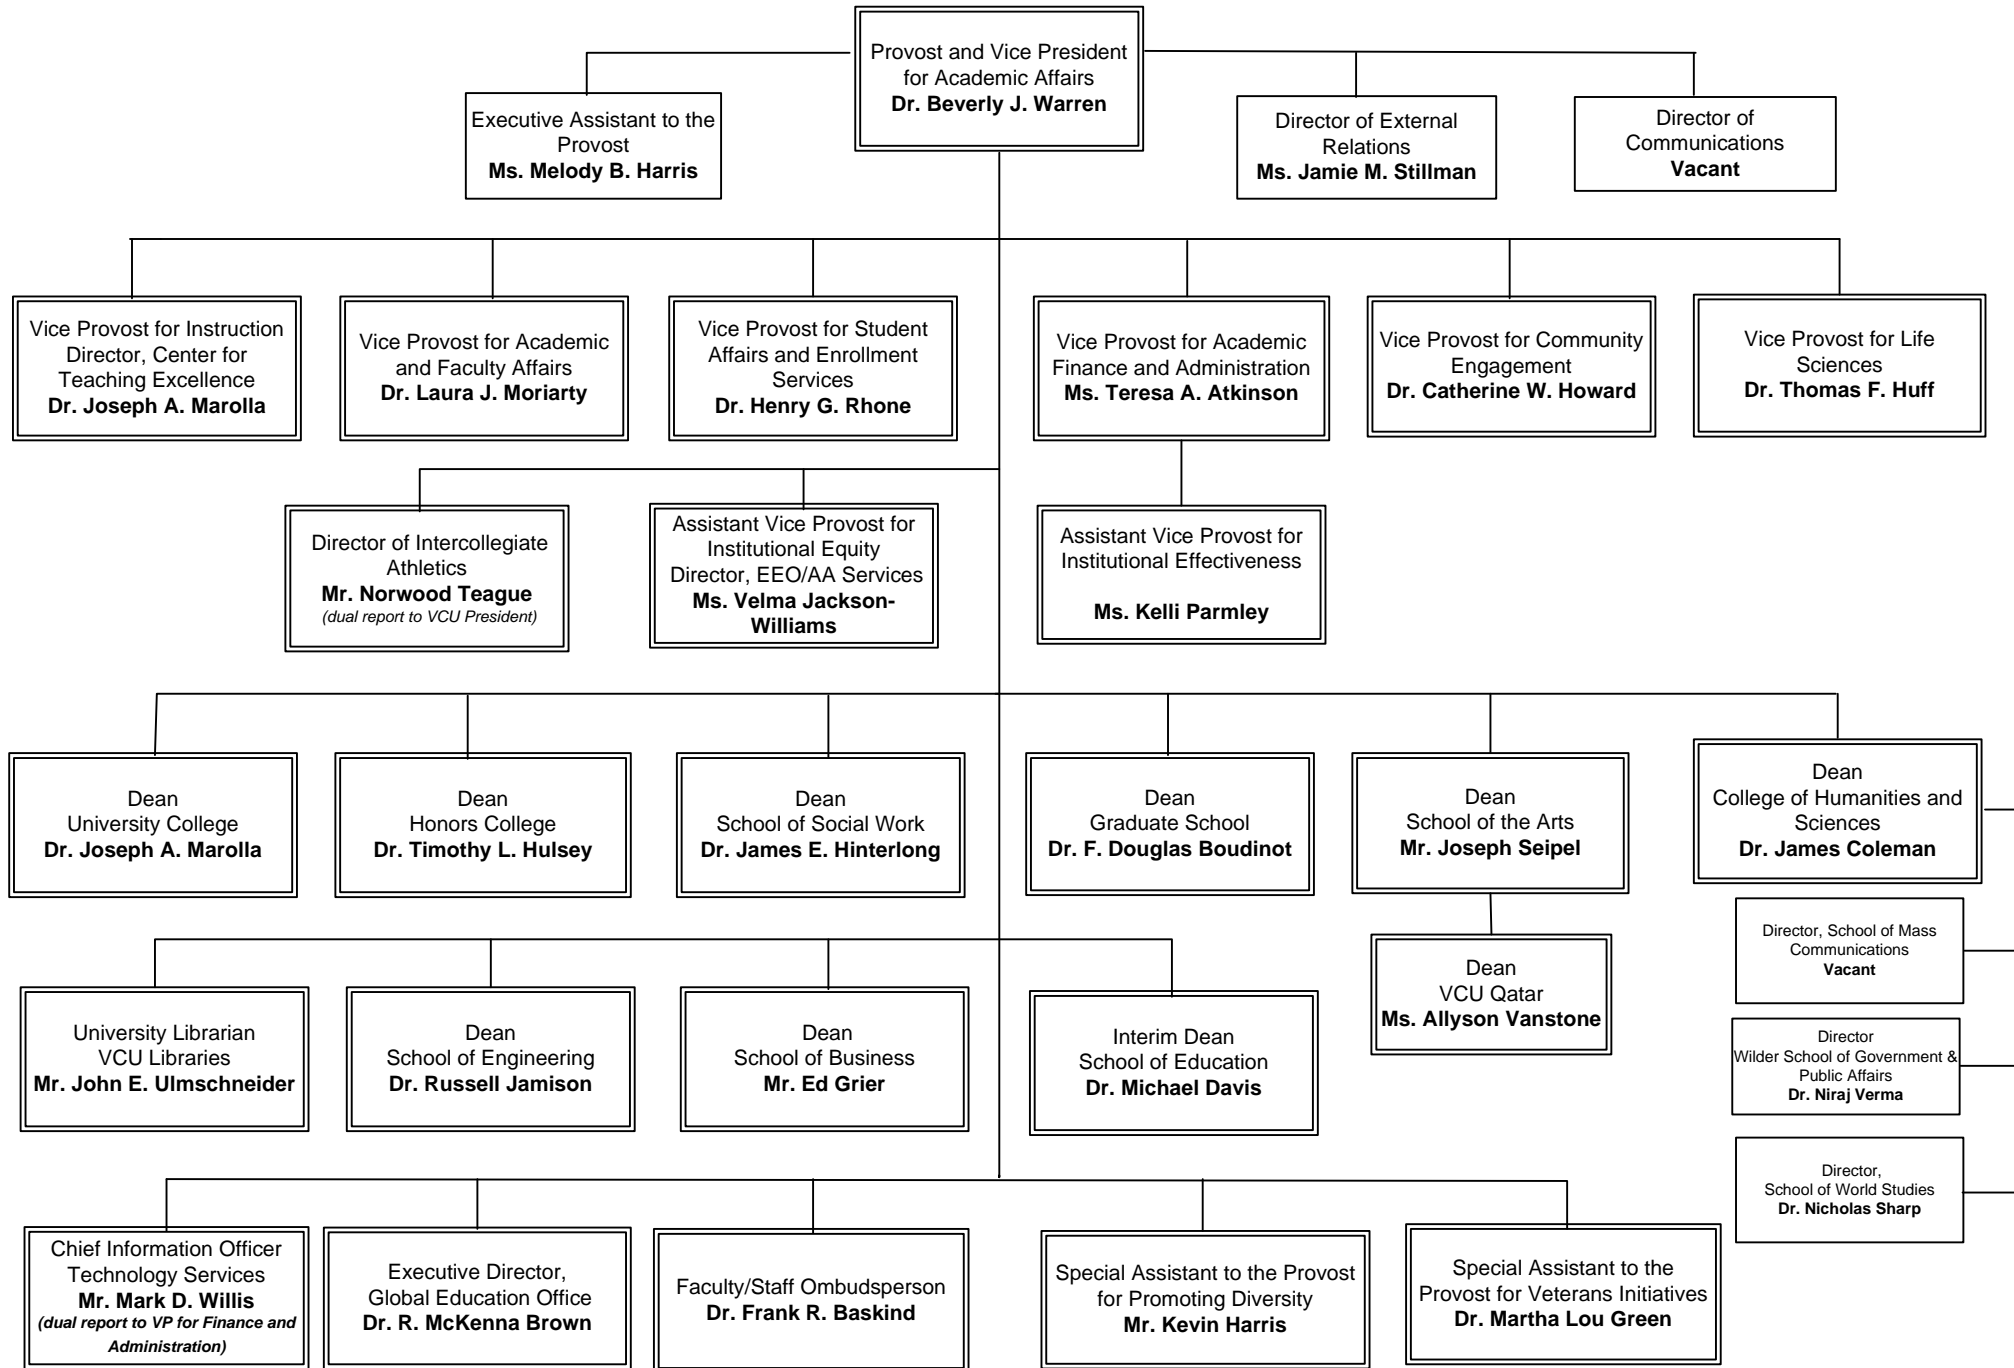 Provost and Vice President
for Academic Affairs
Dr. Beverly J. Warren
Executive Assistant to the
Provost
Ms. Melody B. Harris
Director of External
Relations
Ms. Jamie M. Stillman
Director of
Communications
Vacant
Vice Provost for Instruction
Director, Center for
Teaching Excellence
Dr. Joseph A. Marolla
Vice Provost for Academic
and Faculty Affairs
Dr. Laura J. Moriarty
Vice Provost for Student
Affairs and Enrollment
Services
Dr. Henry G. Rhone
Vice Provost for Academic
Finance and Administration
Ms. Teresa A. Atkinson
Vice Provost for Community
Engagement
Dr. Catherine W. Howard
Vice Provost for Life
Sciences
Dr. Thomas F. Huff
Director of Intercollegiate
Athletics
Mr. Norwood Teague
(dual report to VCU President)
Assistant Vice Provost for
Institutional Equity
Director, EEO/AA Services
Ms. Velma Jackson-
Williams
Assistant Vice Provost for
Institutional Effectiveness
Ms. Kelli Parmley
Dean
University College
Dr. Joseph A. Marolla
Dean
Honors College
Dr. Timothy L. Hulsey
Dean
School of Social Work
Dr. James E. Hinterlong
Dean
Graduate School
Dr. F. Douglas Boudinot
Dean
School of the Arts
Mr. Joseph Seipel
Dean
College of Humanities and
Sciences
Dr. James Coleman
Director, School of Mass
Communications
Vacant
University Librarian
VCU Libraries
Mr. John E. Ulmschneider
Dean
School of Engineering
Dr. Russell Jamison
Dean
School of Business
Mr. Ed Grier
Interim Dean
School of Education
Dr. Michael Davis
Dean
VCU Qatar
Ms. Allyson Vanstone
Director
Wilder School of Government &
Public Affairs
Dr. Niraj Verma
Director,
School of World Studies
Dr. Nicholas Sharp
Chief Information Officer
Technology Services
Mr. Mark D. Willis
(dual report to VP for Finance and
Administration)
Executive Director,
Global Education Office
Dr. R. McKenna Brown
Faculty/Staff Ombudsperson
Dr. Frank R. Baskind
Special Assistant to the Provost
for Promoting Diversity
Mr. Kevin Harris
Special Assistant to the
Provost for Veterans Initiatives
Dr. Martha Lou Green